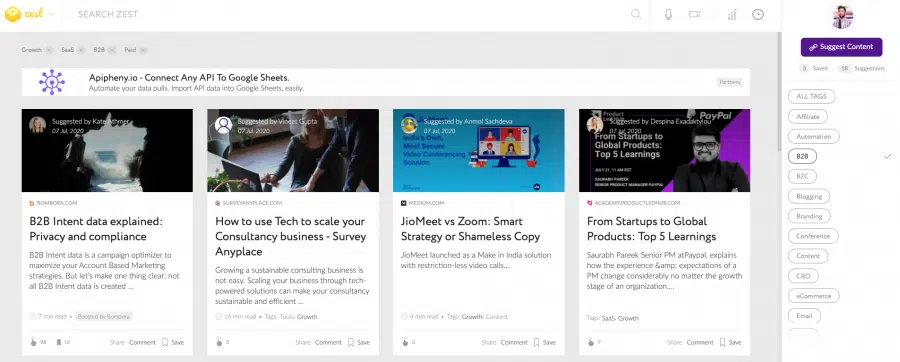 zest
SEARCH ZEST
Growth
SaaS
B2B
Paid
Suggest Content
3 Saved 18 Suggestions
Apipheny.io - Connect Any API To Google Sheets.
Automate your data pulls. Import API data into Google Sheets, easily.
Partners
ALL TAGS
Affiliate
Automation
B2B
B2C
Blogging
Branding
Conference
Content
CRO
eCommerce
Email
Suggested by Kate Athmer
07 Jul, 2020
BOMBORA.COM
B2B Intent data explained:
Privacy and compliance
B2B Intent data is a campaign optimizer to
maximize your Account Based Marketing
strategies. But let's make one thing clear: not
all B2B Intent data is created ...
7 min read • Boosted by Bombora
Share Comment Save
Suggested by Vineet Gupta
07 Jul, 2020
SURVEYANYPLACE.COM
How to use Tech to scale your
Consultancy business - Survey
Anyplace
Growing a sustainable consulting business is
not easy. Scaling your business through tech-
powered solutions can make your consultancy
sustainable and efficient ...
14 min read • Tags: Tools, Growth
Share Comment Save
Suggested by Anmol Sachdeva
07 Jul, 2020
India's Own,
Most Secure
Video Conferencing
Solution
MEDIUM.COM
JioMeet vs Zoom: Smart
Strategy or Shameless Copy
JioMeet launched as a Make in India solution
with restriction-less video calls....
4 min read • Tags: Growth, Content
Share Comment Save
Product
PayPal
Suggested by Despina Exadaktylou
07 Jul, 2020
From Startups to
Global Products:
Top 5 Learnings
JULY 21, 11 AM EST
SAURABH PAREEK
SENIOR PRODUCT MANAGER PAYPAL
ACADEMY.PRODUCTLEDHUB.COM
From Startups to Global
Products: Top 5 Learnings
Saurabh Pareek Senior PM atPaypal, explains
how the experience &amp; expectations of a
PM change considerably no matter the growth
stage of an organization....
Tags: SaaS, Growth
Share Comment Save